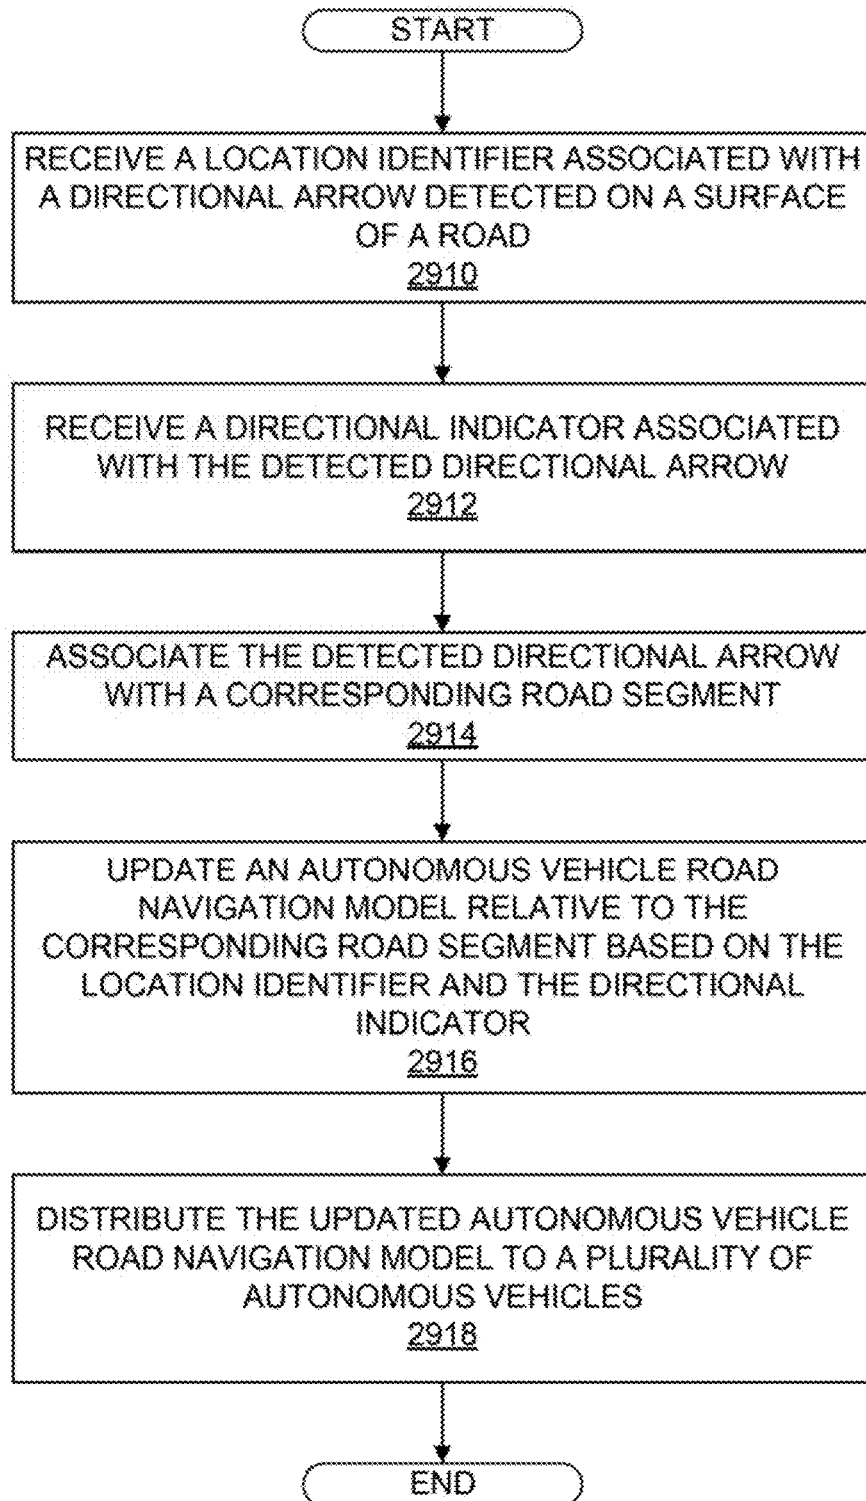 START
RECEIVE A LOCATION IDENTIFIER ASSOCIATED WITH
A DIRECTIONAL ARROW DETECTED ON A SURFACE
OF A ROAD
2910
RECEIVE A DIRECTIONAL INDICATOR ASSOCIATED
WITH THE DETECTED DIRECTIONAL ARROW
2912
ASSOCIATE THE DETECTED DIRECTIONAL ARROW
WITH A CORRESPONDING ROAD SEGMENT
2914
UPDATE AN AUTONOMOUS VEHICLE ROAD
NAVIGATION MODEL RELATIVE TO THE
CORRESPONDING ROAD SEGMENT BASED ON THE
LOCATION IDENTIFIER AND THE DIRECTIONAL
INDICATOR
2916
DISTRIBUTE THE UPDATED AUTONOMOUS VEHICLE
ROAD NAVIGATION MODEL TO A PLURALITY OF
AUTONOMOUS VEHICLES
2918
END